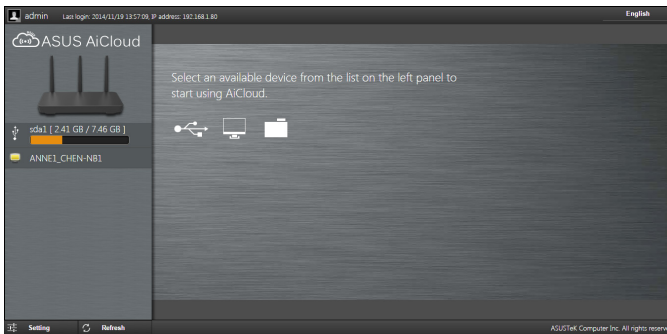 admin Last login: 2014/11/19 13:57:09, IP address: 192.168.1.80
English
ASUS AiCloud
Select an available device from the list on the left panel to
start using AiCloud.
sda1 [ 2.41 GB / 7.46 GB ]
ANNE1_CHEN-NB1
Setting
Refresh
ASUSTeK Computer Inc. All rights reserve